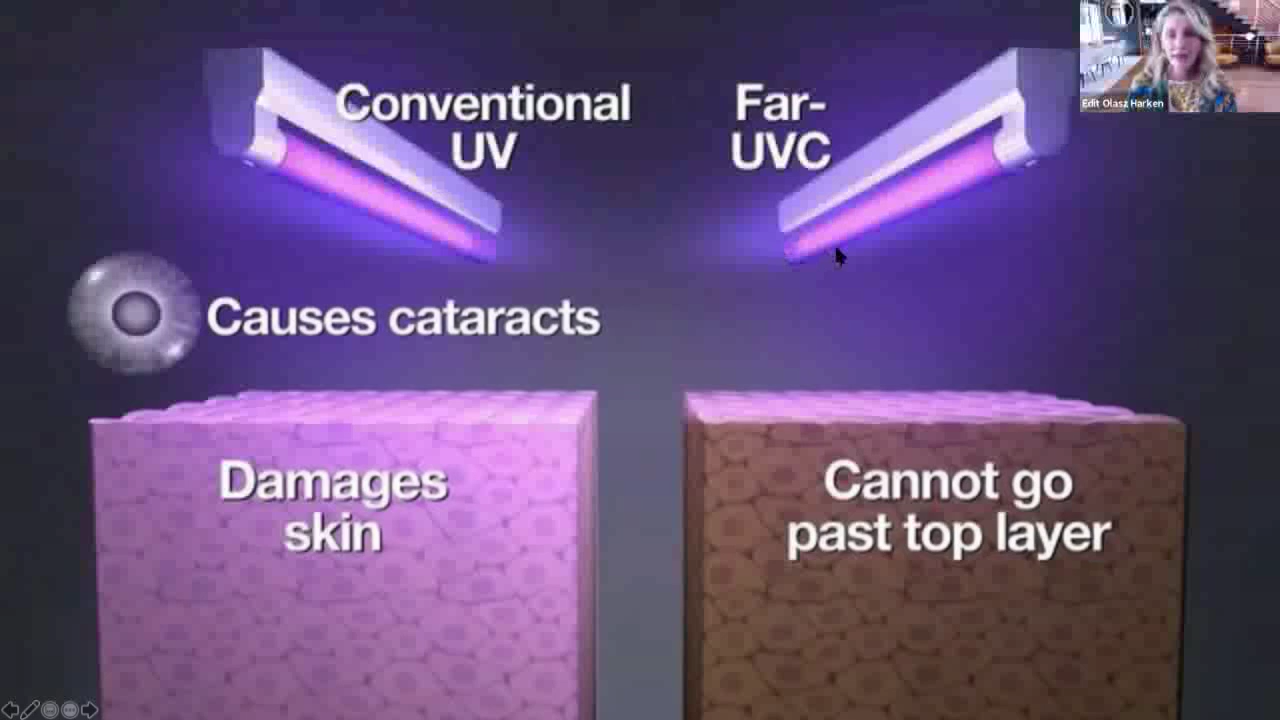 Conventional
UV
Far-
UVC
Edit Olasz Harken
Causes cataracts
Damages
skin
Cannot go
past top layer